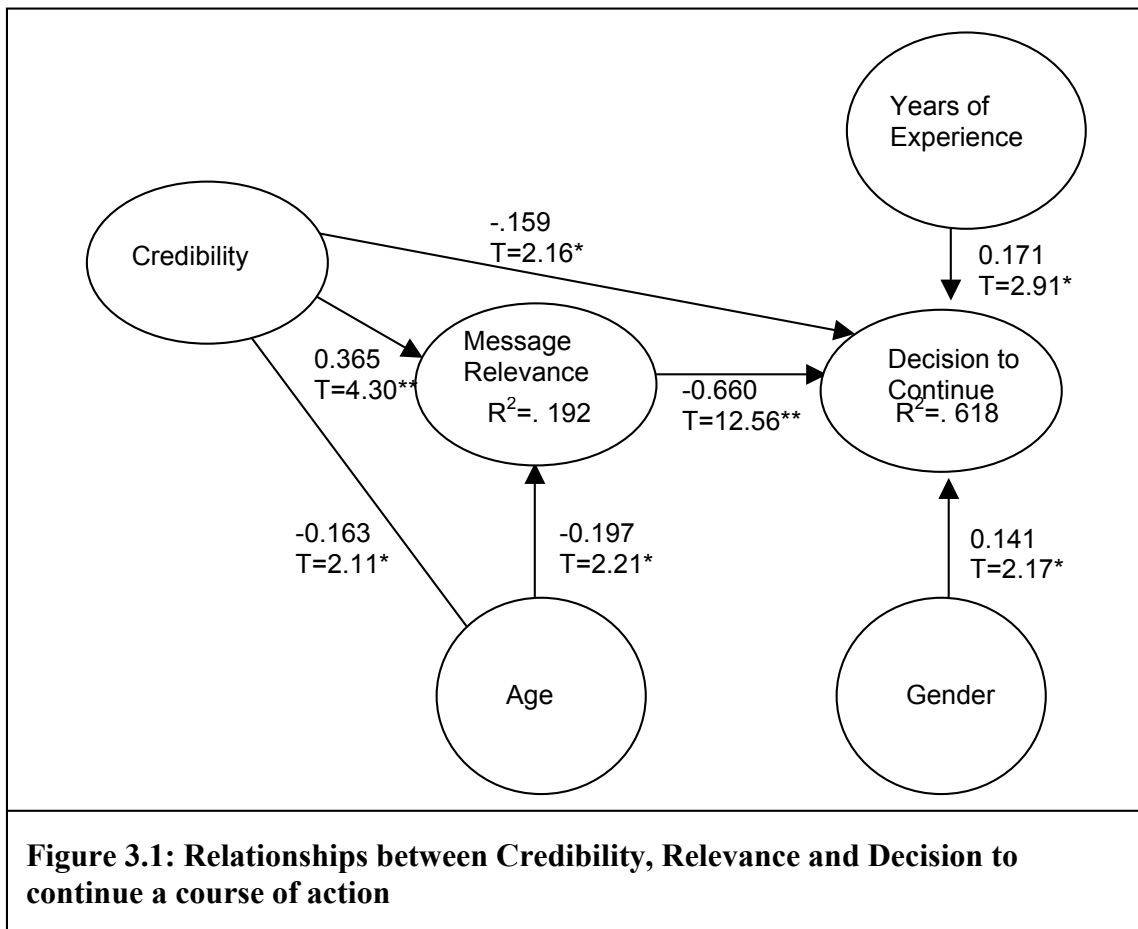 Years of
Experience
Credibility
-.159
T=2.16*
0.171
T=2.91*
Message
Relevance
R²=. 192
Decision to
Continue
R²=. 618
0.365
T=4.30**
-0.660
T=12.56**
-0.163
T=2.11*
-0.197
T=2.21*
0.141
T=2.17*
Age
Gender
Figure 3.1: Relationships between Credibility, Relevance and Decision to
continue a course of action